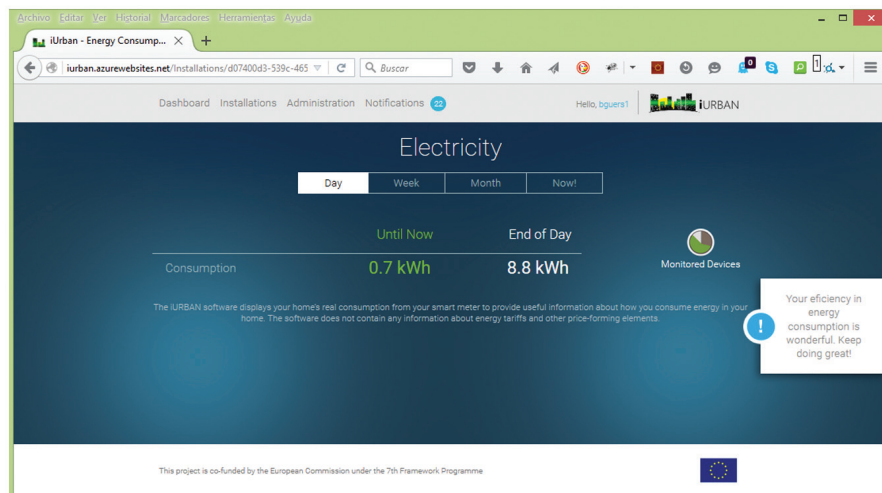 Archivo Editar Ver Historial Marcadores Herramientas Ayuda
iUrban - Energy Consump...
iurban.azurewebsites.net/Installations/d07400d3-539c-465
Buscar
0
1
Dashboard Installations Administration Notifications 22
Hello, bguers1
iURBAN
Electricity
Day Week Month Now!
Until Now End of Day
Consumption 0.7 kWh 8.8 kWh
Monitored Devices
The iURBAN software displays your home's real consumption from your smart meter to provide useful information about how you consume energy in your
home. The software does not contain any information about energy tariffs and other price-forming elements.
!
Your eficiency in
energy
consumption is
wonderful. Keep
doing great!
This project is co-funded by the European Commission under the 7th Framework Programme